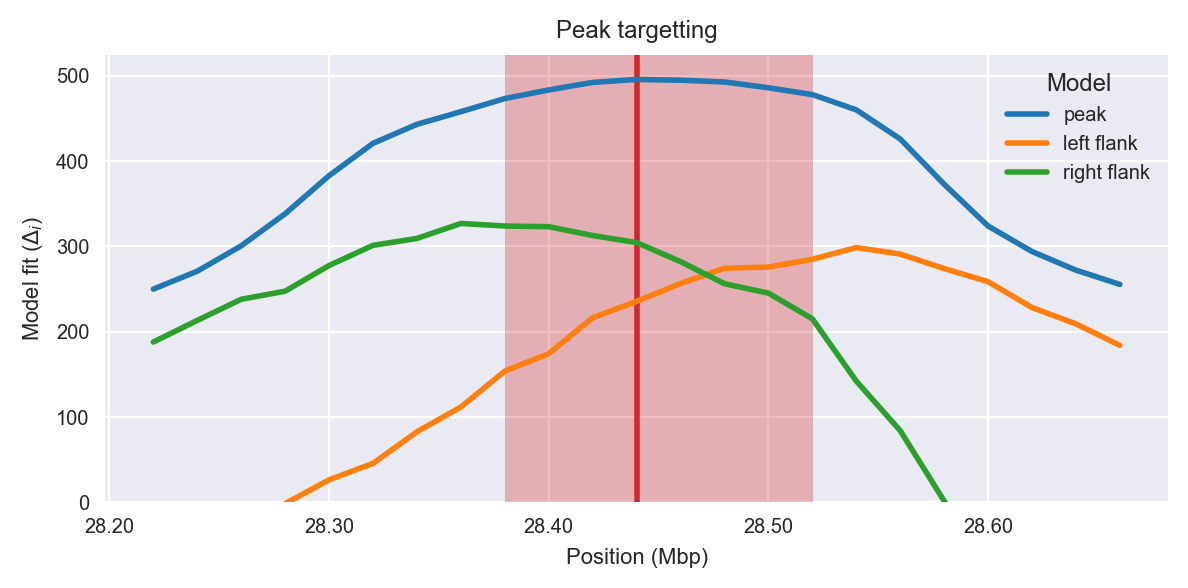 Peak targetting
Model
peak
left flank
right flank
500
400
300
200
100
0
28.20 28.30 28.40 28.50 28.60
Position (Mbp)
Model fit (Δᵢ)